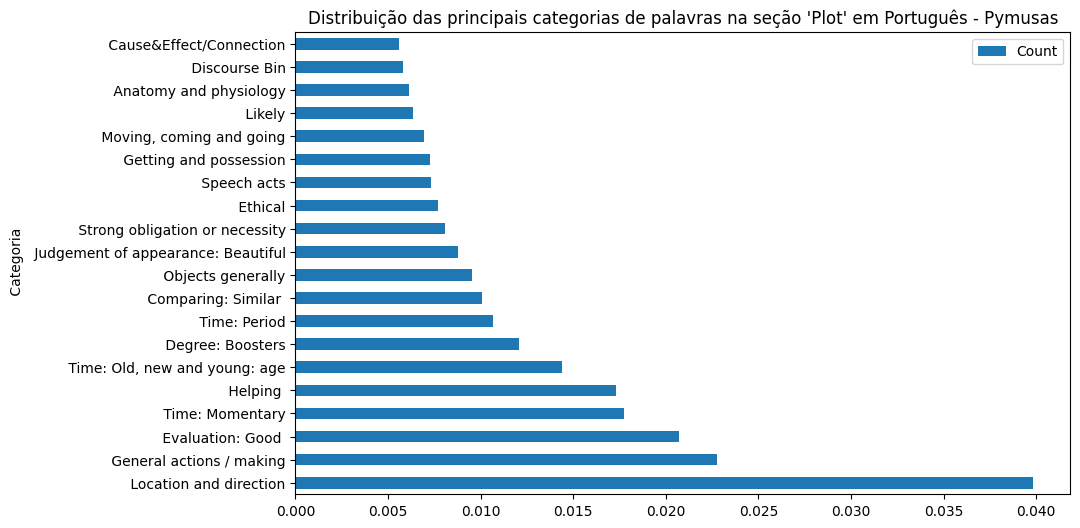 Distribuição das principais categorias de palavras na seção 'Plot' em Português - Pymusas
Count
Categoria
Cause&Effect/Connection
Discourse Bin
Anatomy and physiology
Likely
Moving, coming and going
Getting and possession
Speech acts
Ethical
Strong obligation or necessity
Judgement of appearance: Beautiful
Objects generally
Comparing: Similar
Time: Period
Degree: Boosters
Time: Old, new and young: age
Helping
Time: Momentary
Evaluation: Good
General actions / making
Location and direction
0.000 0.005 0.010 0.015 0.020 0.025 0.030 0.035 0.040